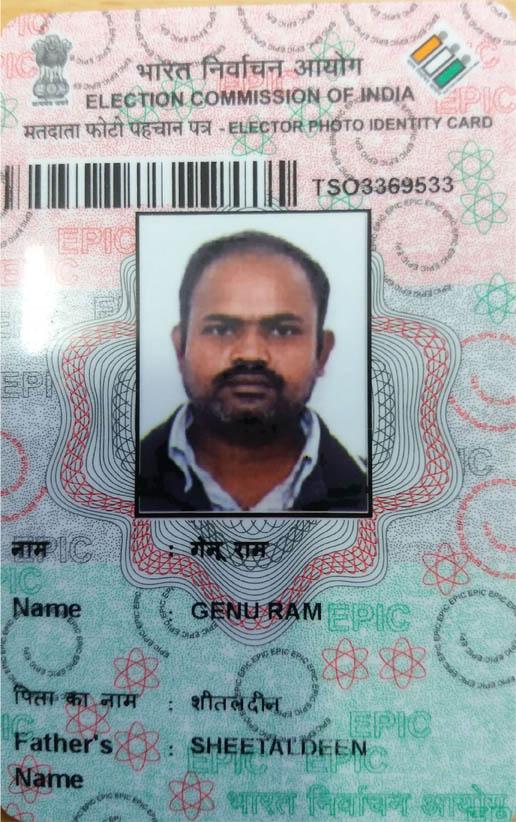 भारत निर्वाचन आयोग
ELECTION COMMISSION OF INDIA
मतदाता फोटो पहचान पत्र - ELECTOR PHOTO IDENTITY CARD
TSO3369533
नाम : गेनू राम
Name : GENU RAM
पिता का नाम : शीतलदीन
Father's : SHEETALDEEN
Name
भारत निर्वाचन आयोग